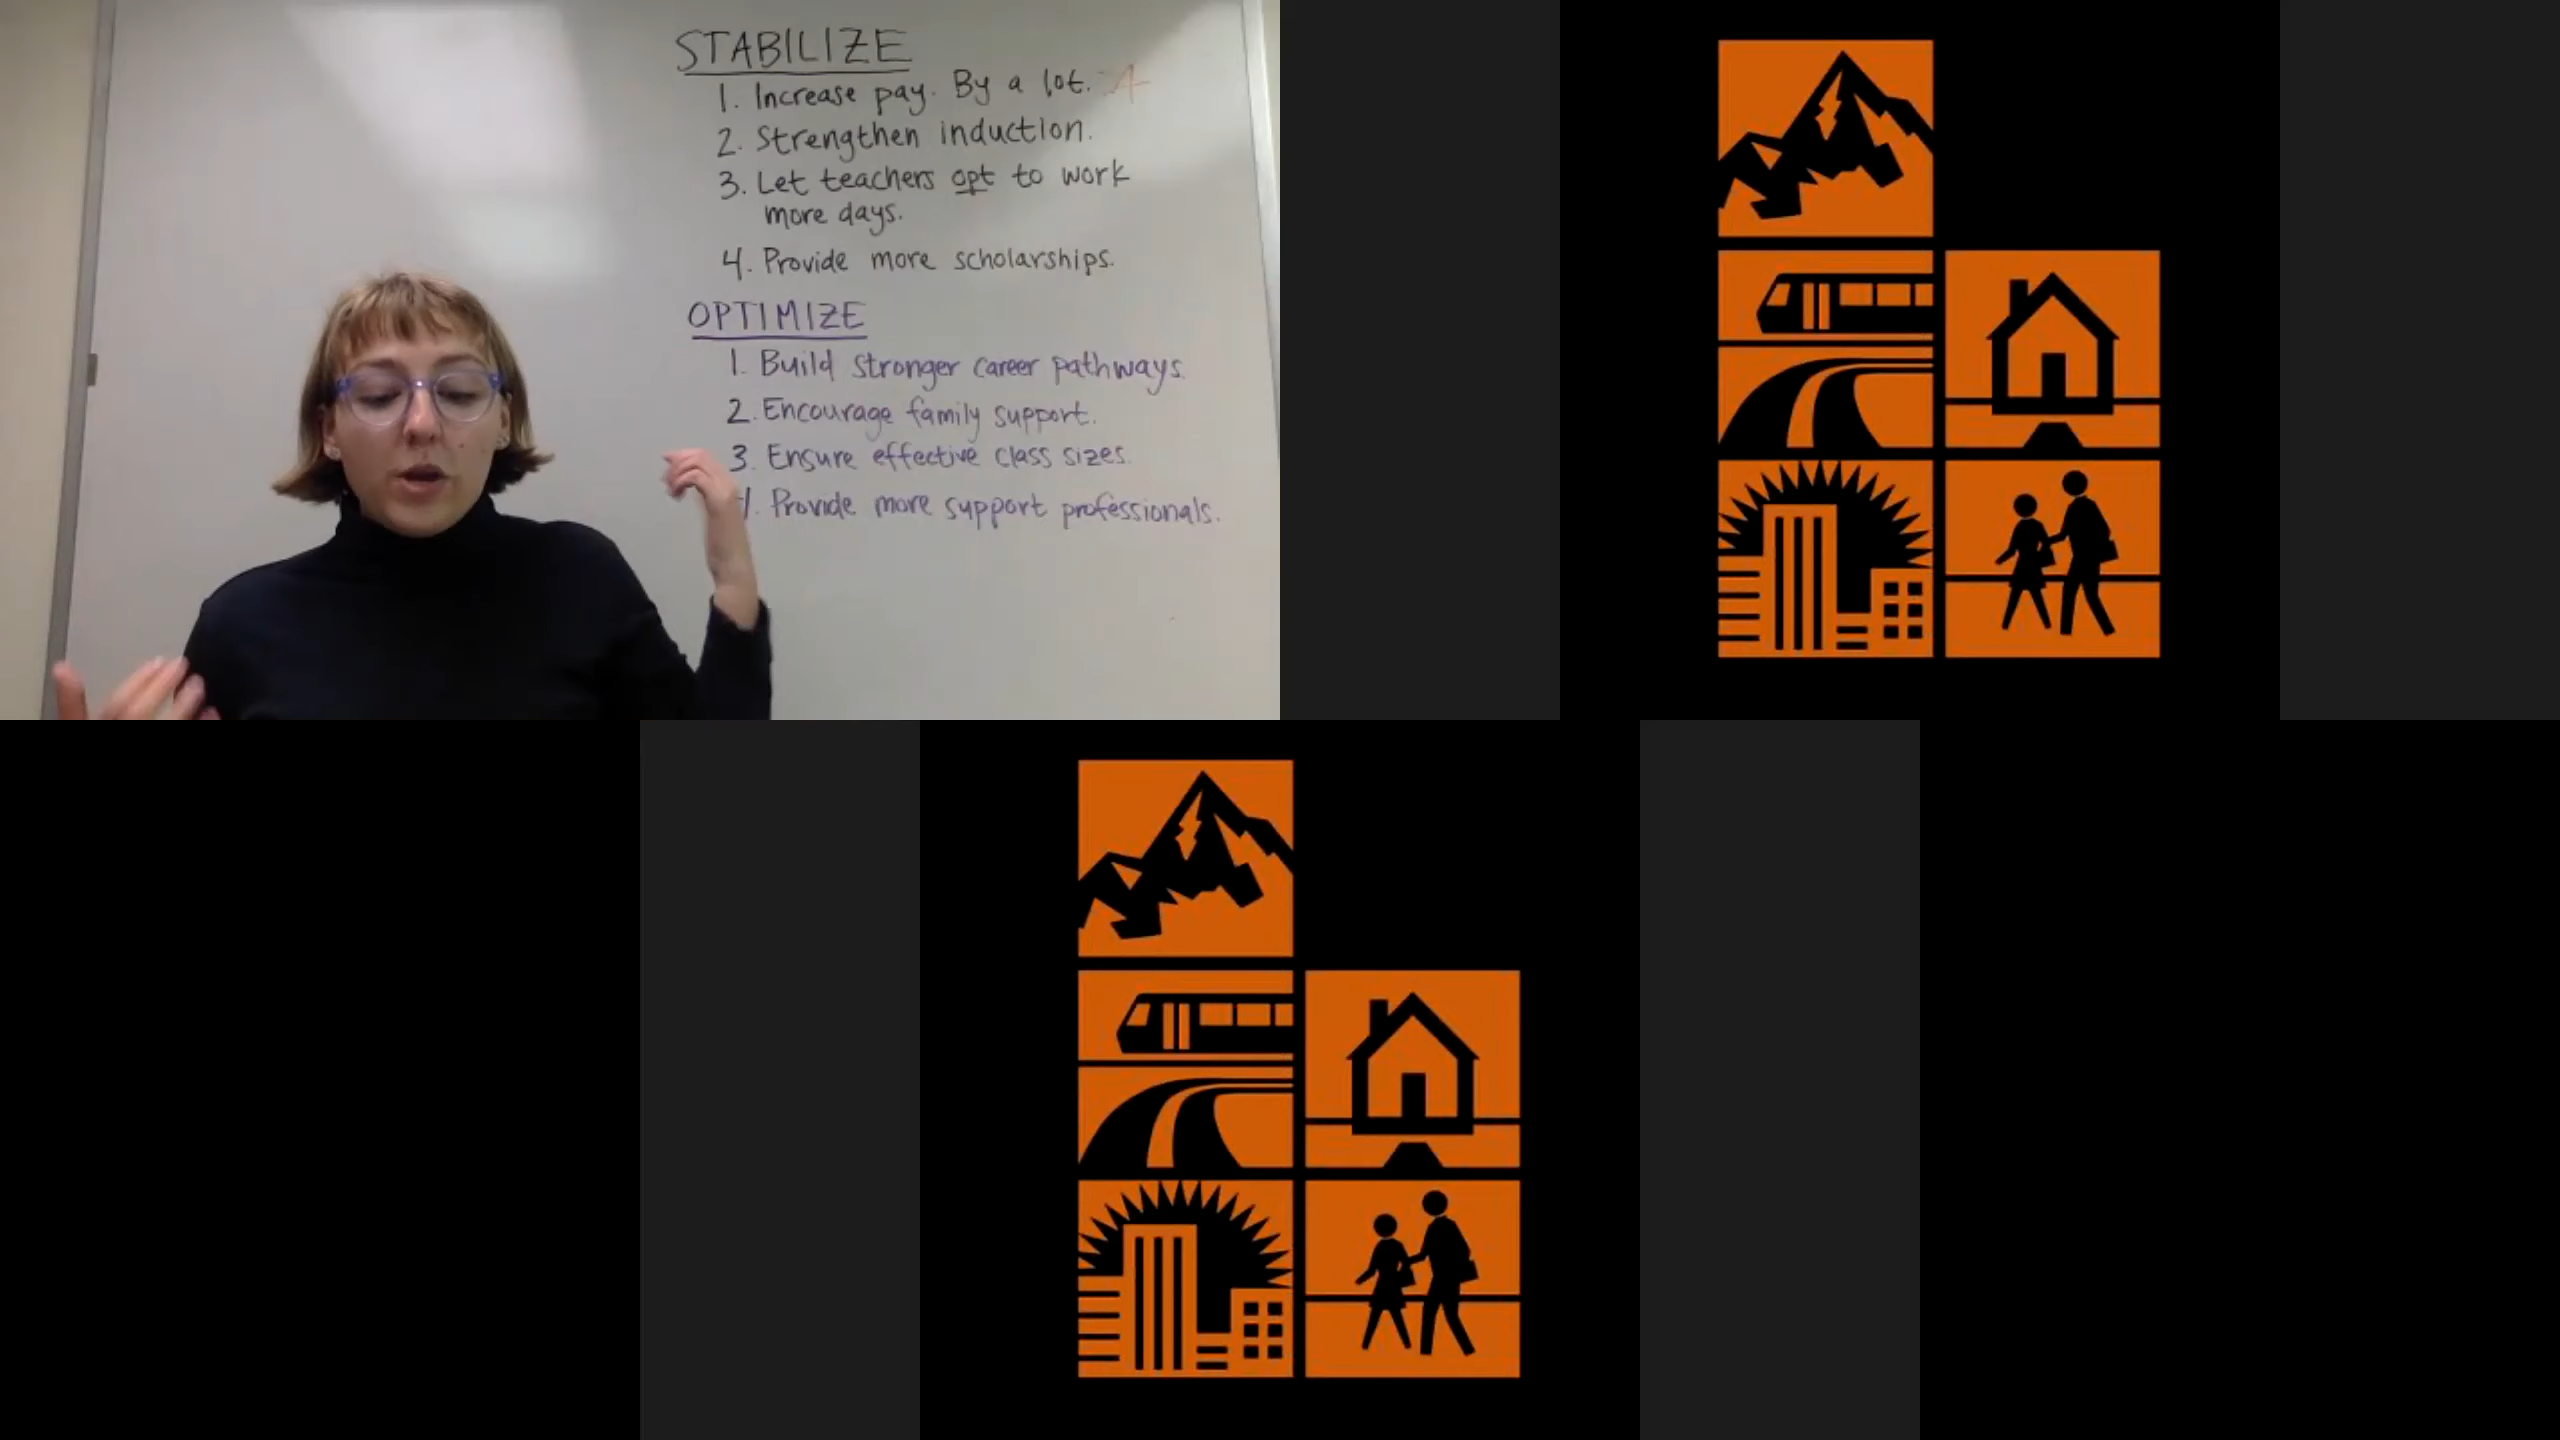 STABILIZE
1. Increase pay. By a lot.
2. Strengthen induction.
3. Let teachers opt to work
more days.
4. Provide more scholarships.
OPTIMIZE
1. Build stronger career pathways.
2. Encourage family support.
3. Ensure effective class sizes.
4. Provide more support professionals.